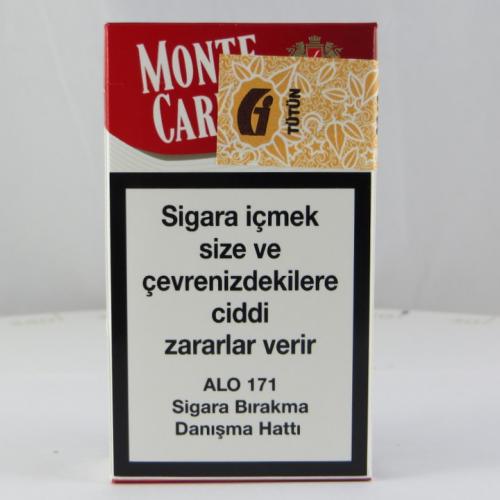 MONTE
CAR
TÜTÜN
Sigara içmek
size ve
çevrenizdekilere
ciddi
zararlar verir
ALO 171
Sigara Bırakma
Danışma Hattı